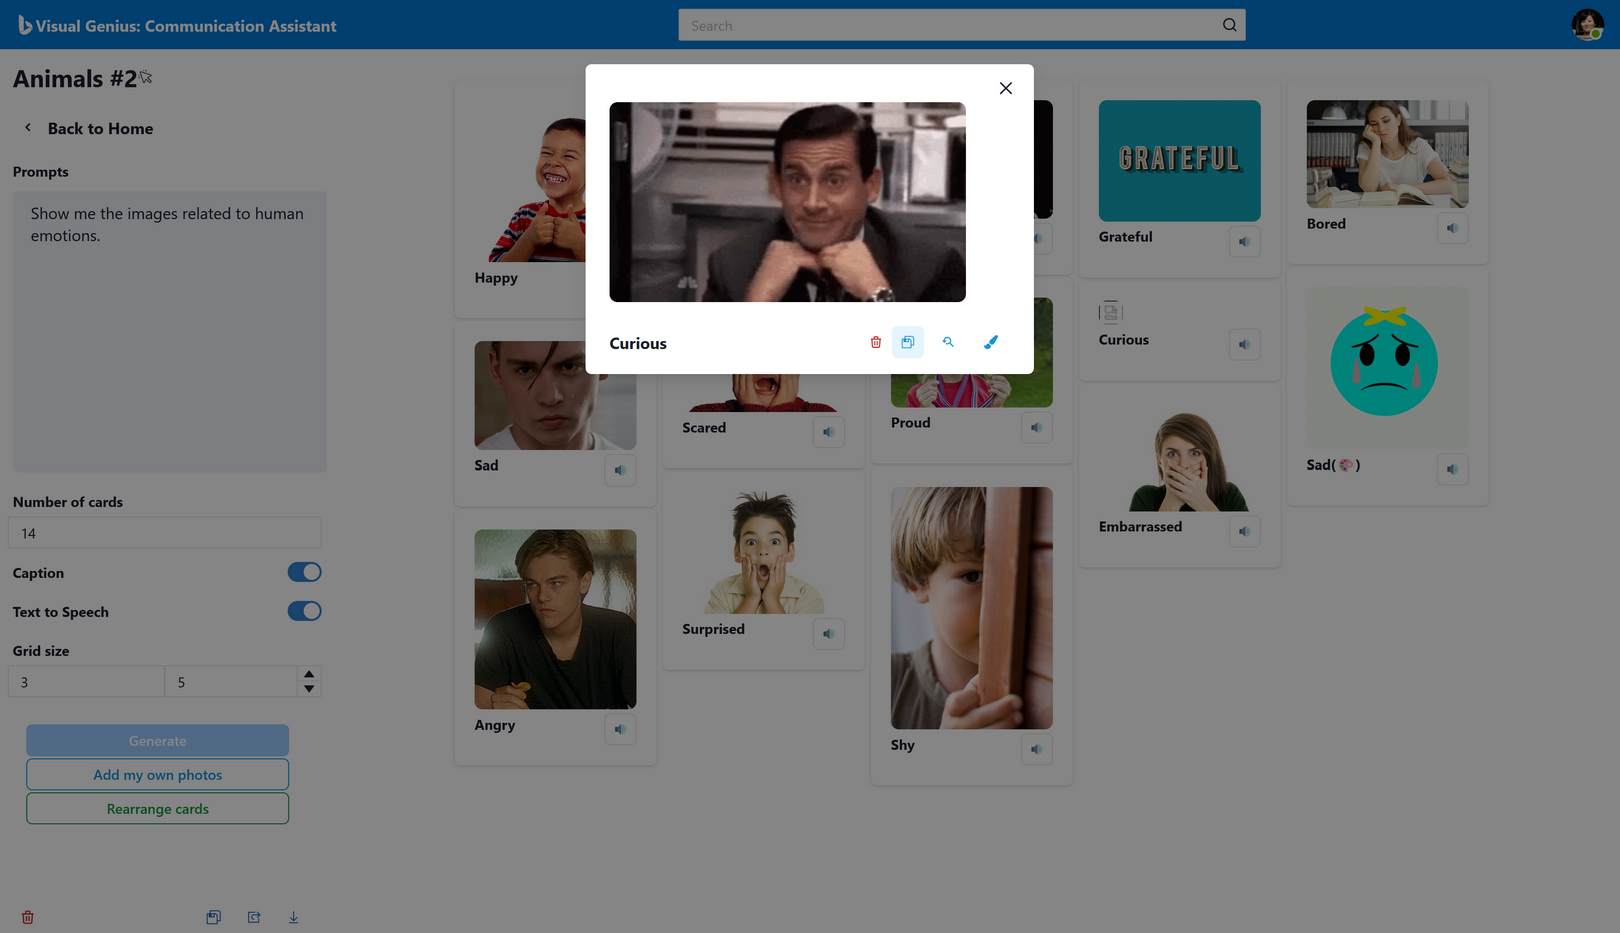 Visual Genius: Communication Assistant
Search
Animals #2
Back to Home
Prompts
Show me the images related to human
emotions.
Number of cards
14
Caption
Text to Speech
Grid size
3
5
Generate
Add my own photos
Rearrange cards
Curious
Happy
Sad
Angry
Scared
Surprised
Proud
Shy
GRATEFUL
Grateful
Curious
Embarrassed
Bored
Sad( )